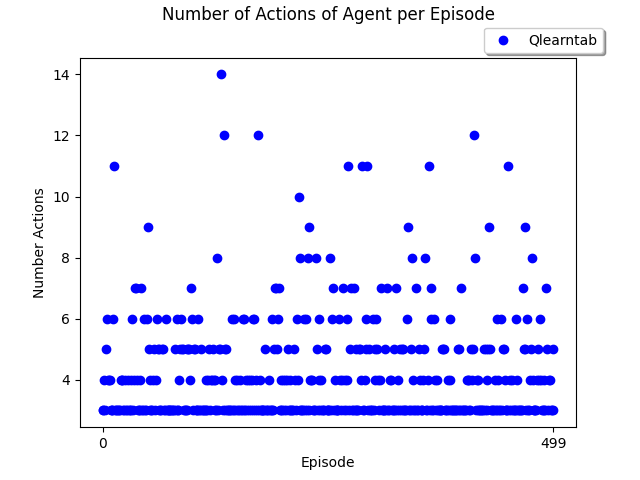 Number of Actions of Agent per Episode
Qlearntab
14
12
10
8
6
4
Number Actions
0
499
Episode